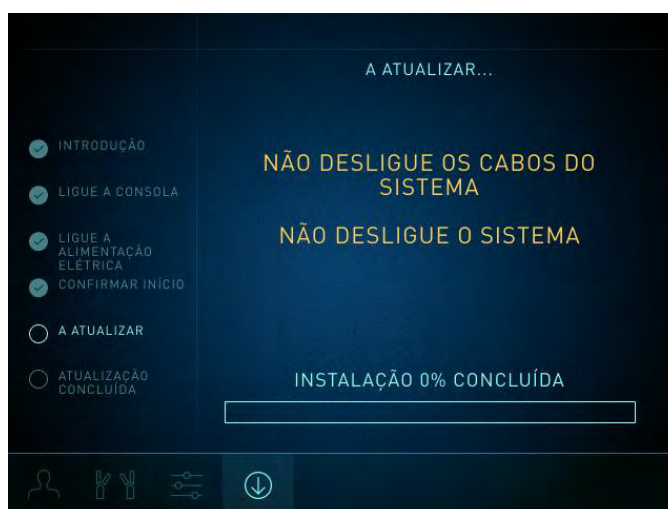 A ATUALIZAR...
INTRODUÇÃO
LIGUE A CONSOLA
LIGUE A
ALIMENTAÇÃO
ELÉTRICA
CONFIRMAR INÍCIO
A ATUALIZAR
ATUALIZAÇÃO
CONCLUÍDA
NÃO DESLIGUE OS CABOS DO
SISTEMA
NÃO DESLIGUE O SISTEMA
INSTALAÇÃO 0% CONCLUÍDA